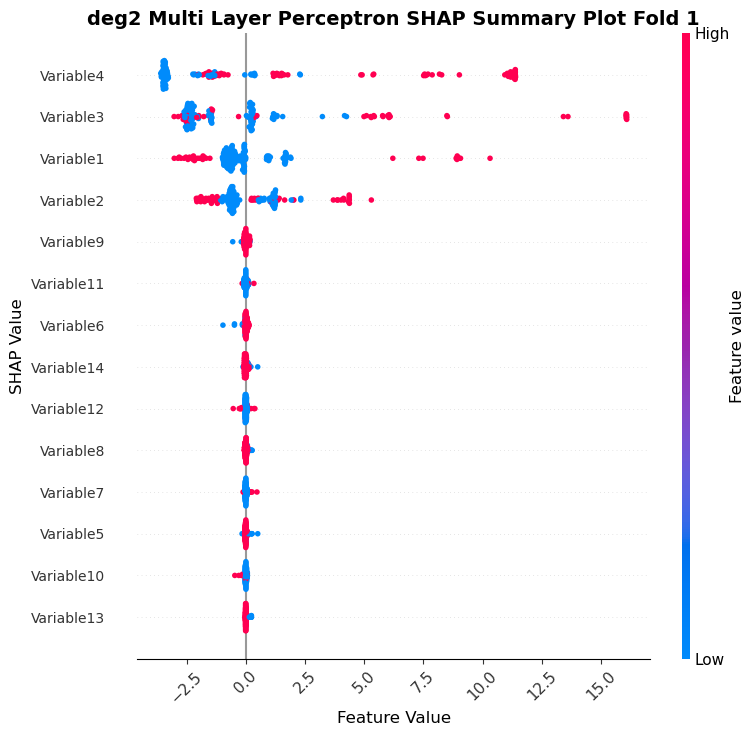 deg2 Multi Layer Perceptron SHAP Summary Plot Fold 1
High
Variable4
Variable3
Variable1
Variable2
Variable9
Variable11
Variable6
Variable14
Variable12
Variable8
Variable7
Variable5
Variable10
Variable13
SHAP Value
Feature value
Low
−2.5 0.0 2.5 5.0 7.5 10.0 12.5 15.0
Feature Value